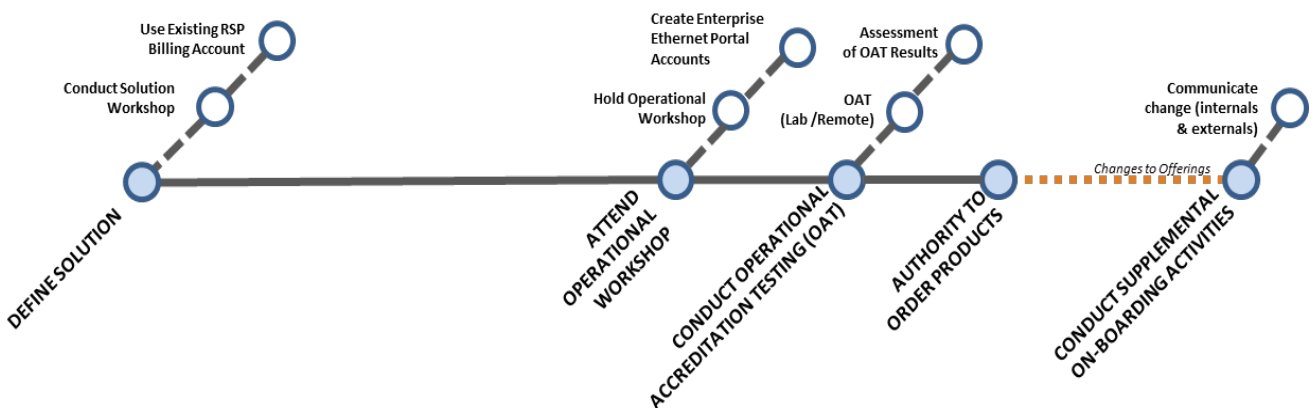 Use Existing RSP
Billing Account
Conduct Solution
Workshop
DEFINE SOLUTION
Create Enterprise
Ethernet Portal
Accounts
Hold Operational
Workshop
ATTEND
OPERATIONAL
WORKSHOP
Assessment
of OAT Results
OAT
(Lab /Remote)
CONDUCT OPERATIONAL
ACCREDITATION TESTING (OAT)
AUTHORITY TO
ORDER PRODUCTS
Changes to Offerings
Communicate
change (internals
& externals)
CONDUCT SUPPLEMENTAL
ON-BOARDING ACTIVITIES